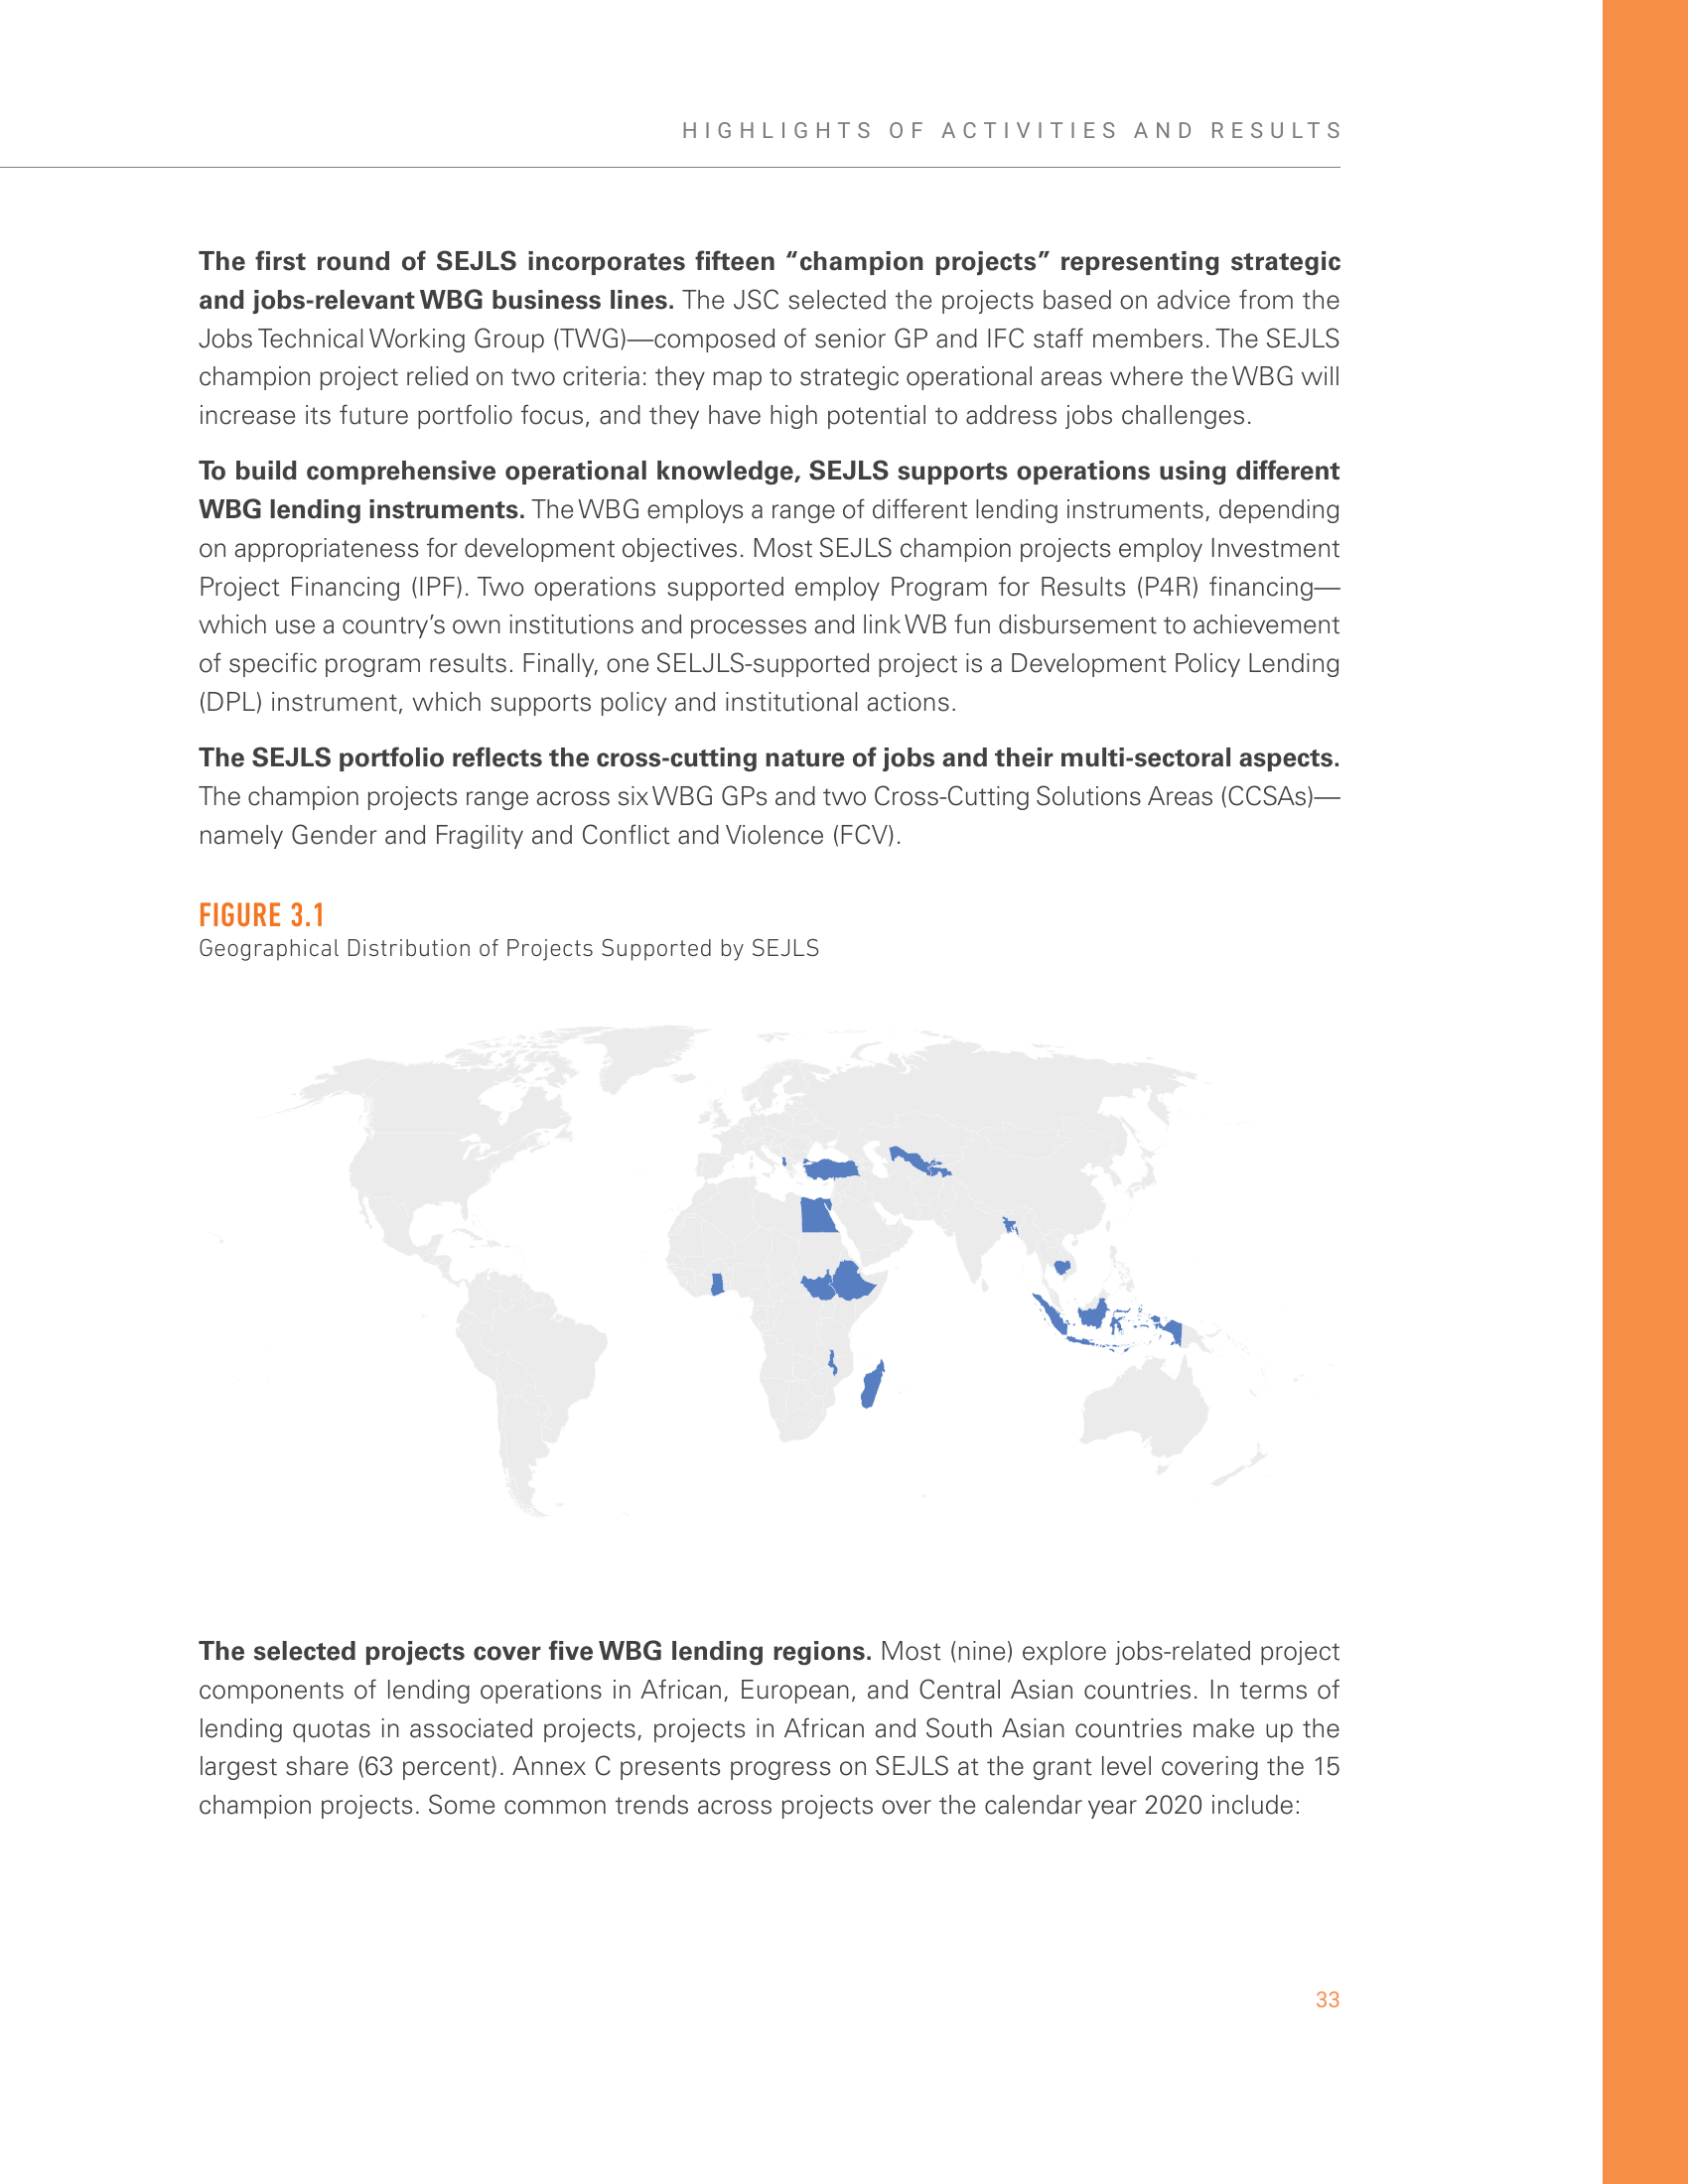 HIGHLIGHTS OF ACTIVITIES AND RESULTS
The first round of SEJLS incorporates fifteen “champion projects” representing strategic
and jobs-relevant WBG business lines. The JSC selected the projects based on advice from the
Jobs Technical Working Group (TWG)—composed of senior GP and IFC staff members. The SEJLS
champion project relied on two criteria: they map to strategic operational areas where the WBG will
increase its future portfolio focus, and they have high potential to address jobs challenges.
To build comprehensive operational knowledge, SEJLS supports operations using different
WBG lending instruments. The WBG employs a range of different lending instruments, depending
on appropriateness for development objectives. Most SEJLS champion projects employ Investment
Project Financing (IPF). Two operations supported employ Program for Results (P4R) financing—
which use a country’s own institutions and processes and link WB fun disbursement to achievement
of specific program results. Finally, one SELJLS-supported project is a Development Policy Lending
(DPL) instrument, which supports policy and institutional actions.
The SEJLS portfolio reflects the cross-cutting nature of jobs and their multi-sectoral aspects.
The champion projects range across six WBG GPs and two Cross-Cutting Solutions Areas (CCSAs)—
namely Gender and Fragility and Conflict and Violence (FCV).
FIGURE 3.1
Geographical Distribution of Projects Supported by SEJLS
The selected projects cover five WBG lending regions. Most (nine) explore jobs-related project
components of lending operations in African, European, and Central Asian countries. In terms of
lending quotas in associated projects, projects in African and South Asian countries make up the
largest share (63 percent). Annex C presents progress on SEJLS at the grant level covering the 15
champion projects. Some common trends across projects over the calendar year 2020 include:
33